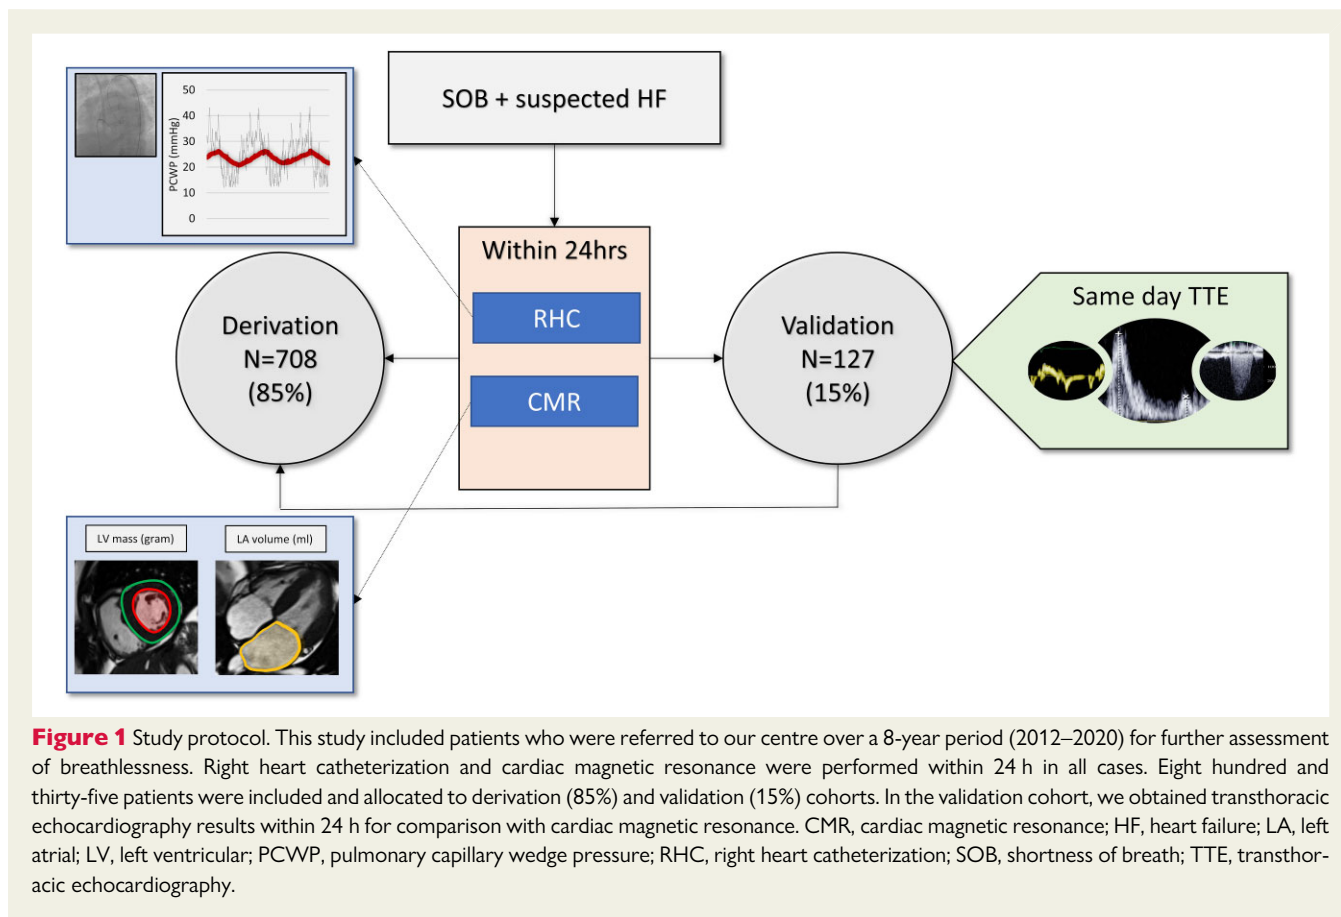 SOB + suspected HF
50
40
30
20
10
0
PCWP (mmHg)
Within 24hrs
RHC
CMR
Derivation
N=708
(85%)
Validation
N=127
(15%)
Same day TTE
LV mass (gram)
LA volume (ml)
Figure 1 Study protocol. This study included patients who were referred to our centre over a 8-year period (2012–2020) for further assessment
of breathlessness. Right heart catheterization and cardiac magnetic resonance were performed within 24 h in all cases. Eight hundred and
thirty-five patients were included and allocated to derivation (85%) and validation (15%) cohorts. In the validation cohort, we obtained transthoracic
echocardiography results within 24 h for comparison with cardiac magnetic resonance. CMR, cardiac magnetic resonance; HF, heart failure; LA, left
atrial; LV, left ventricular; PCWP, pulmonary capillary wedge pressure; RHC, right heart catheterization; SOB, shortness of breath; TTE, transthor-
acic echocardiography.